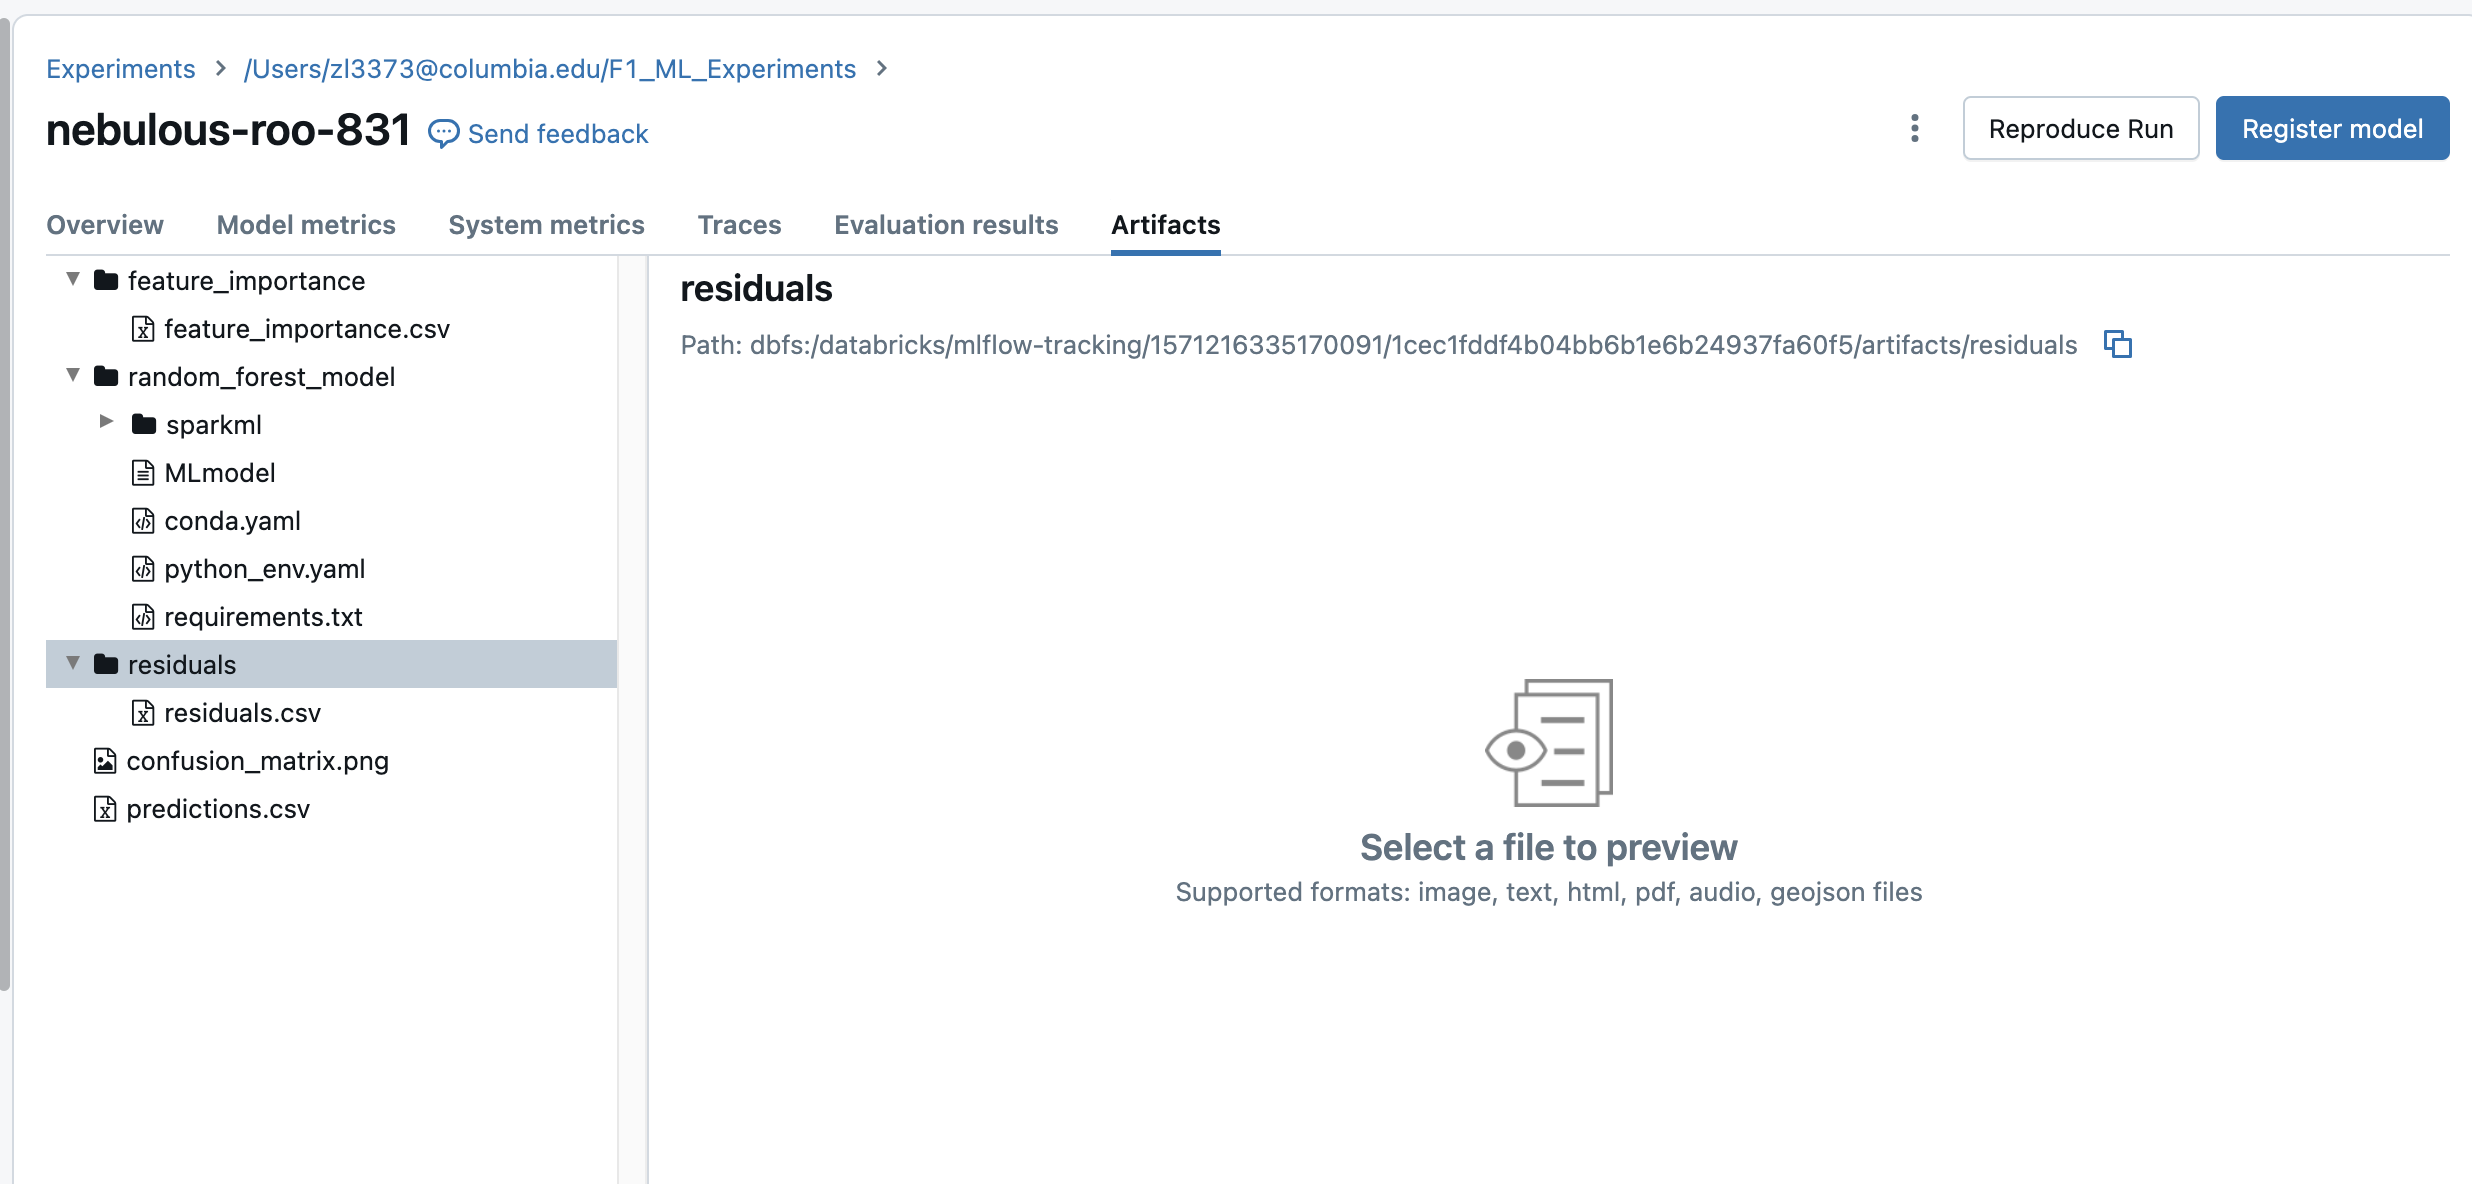 Experiments > /Users/zl3373@columbia.edu/F1_ML_Experiments >
nebulous-roo-831 Send feedback
Reproduce Run
Register model
Overview Model metrics System metrics Traces Evaluation results Artifacts
feature_importance
feature_importance.csv
random_forest_model
sparkml
MLmodel
conda.yaml
python_env.yaml
requirements.txt
residuals
residuals.csv
confusion_matrix.png
predictions.csv
residuals
Path: dbfs:/databricks/mlflow-tracking/1571216335170091/1cec1fddf4b04bb6b1e6b24937fa60f5/artifacts/residuals
Select a file to preview
Supported formats: image, text, html, pdf, audio, geojson files